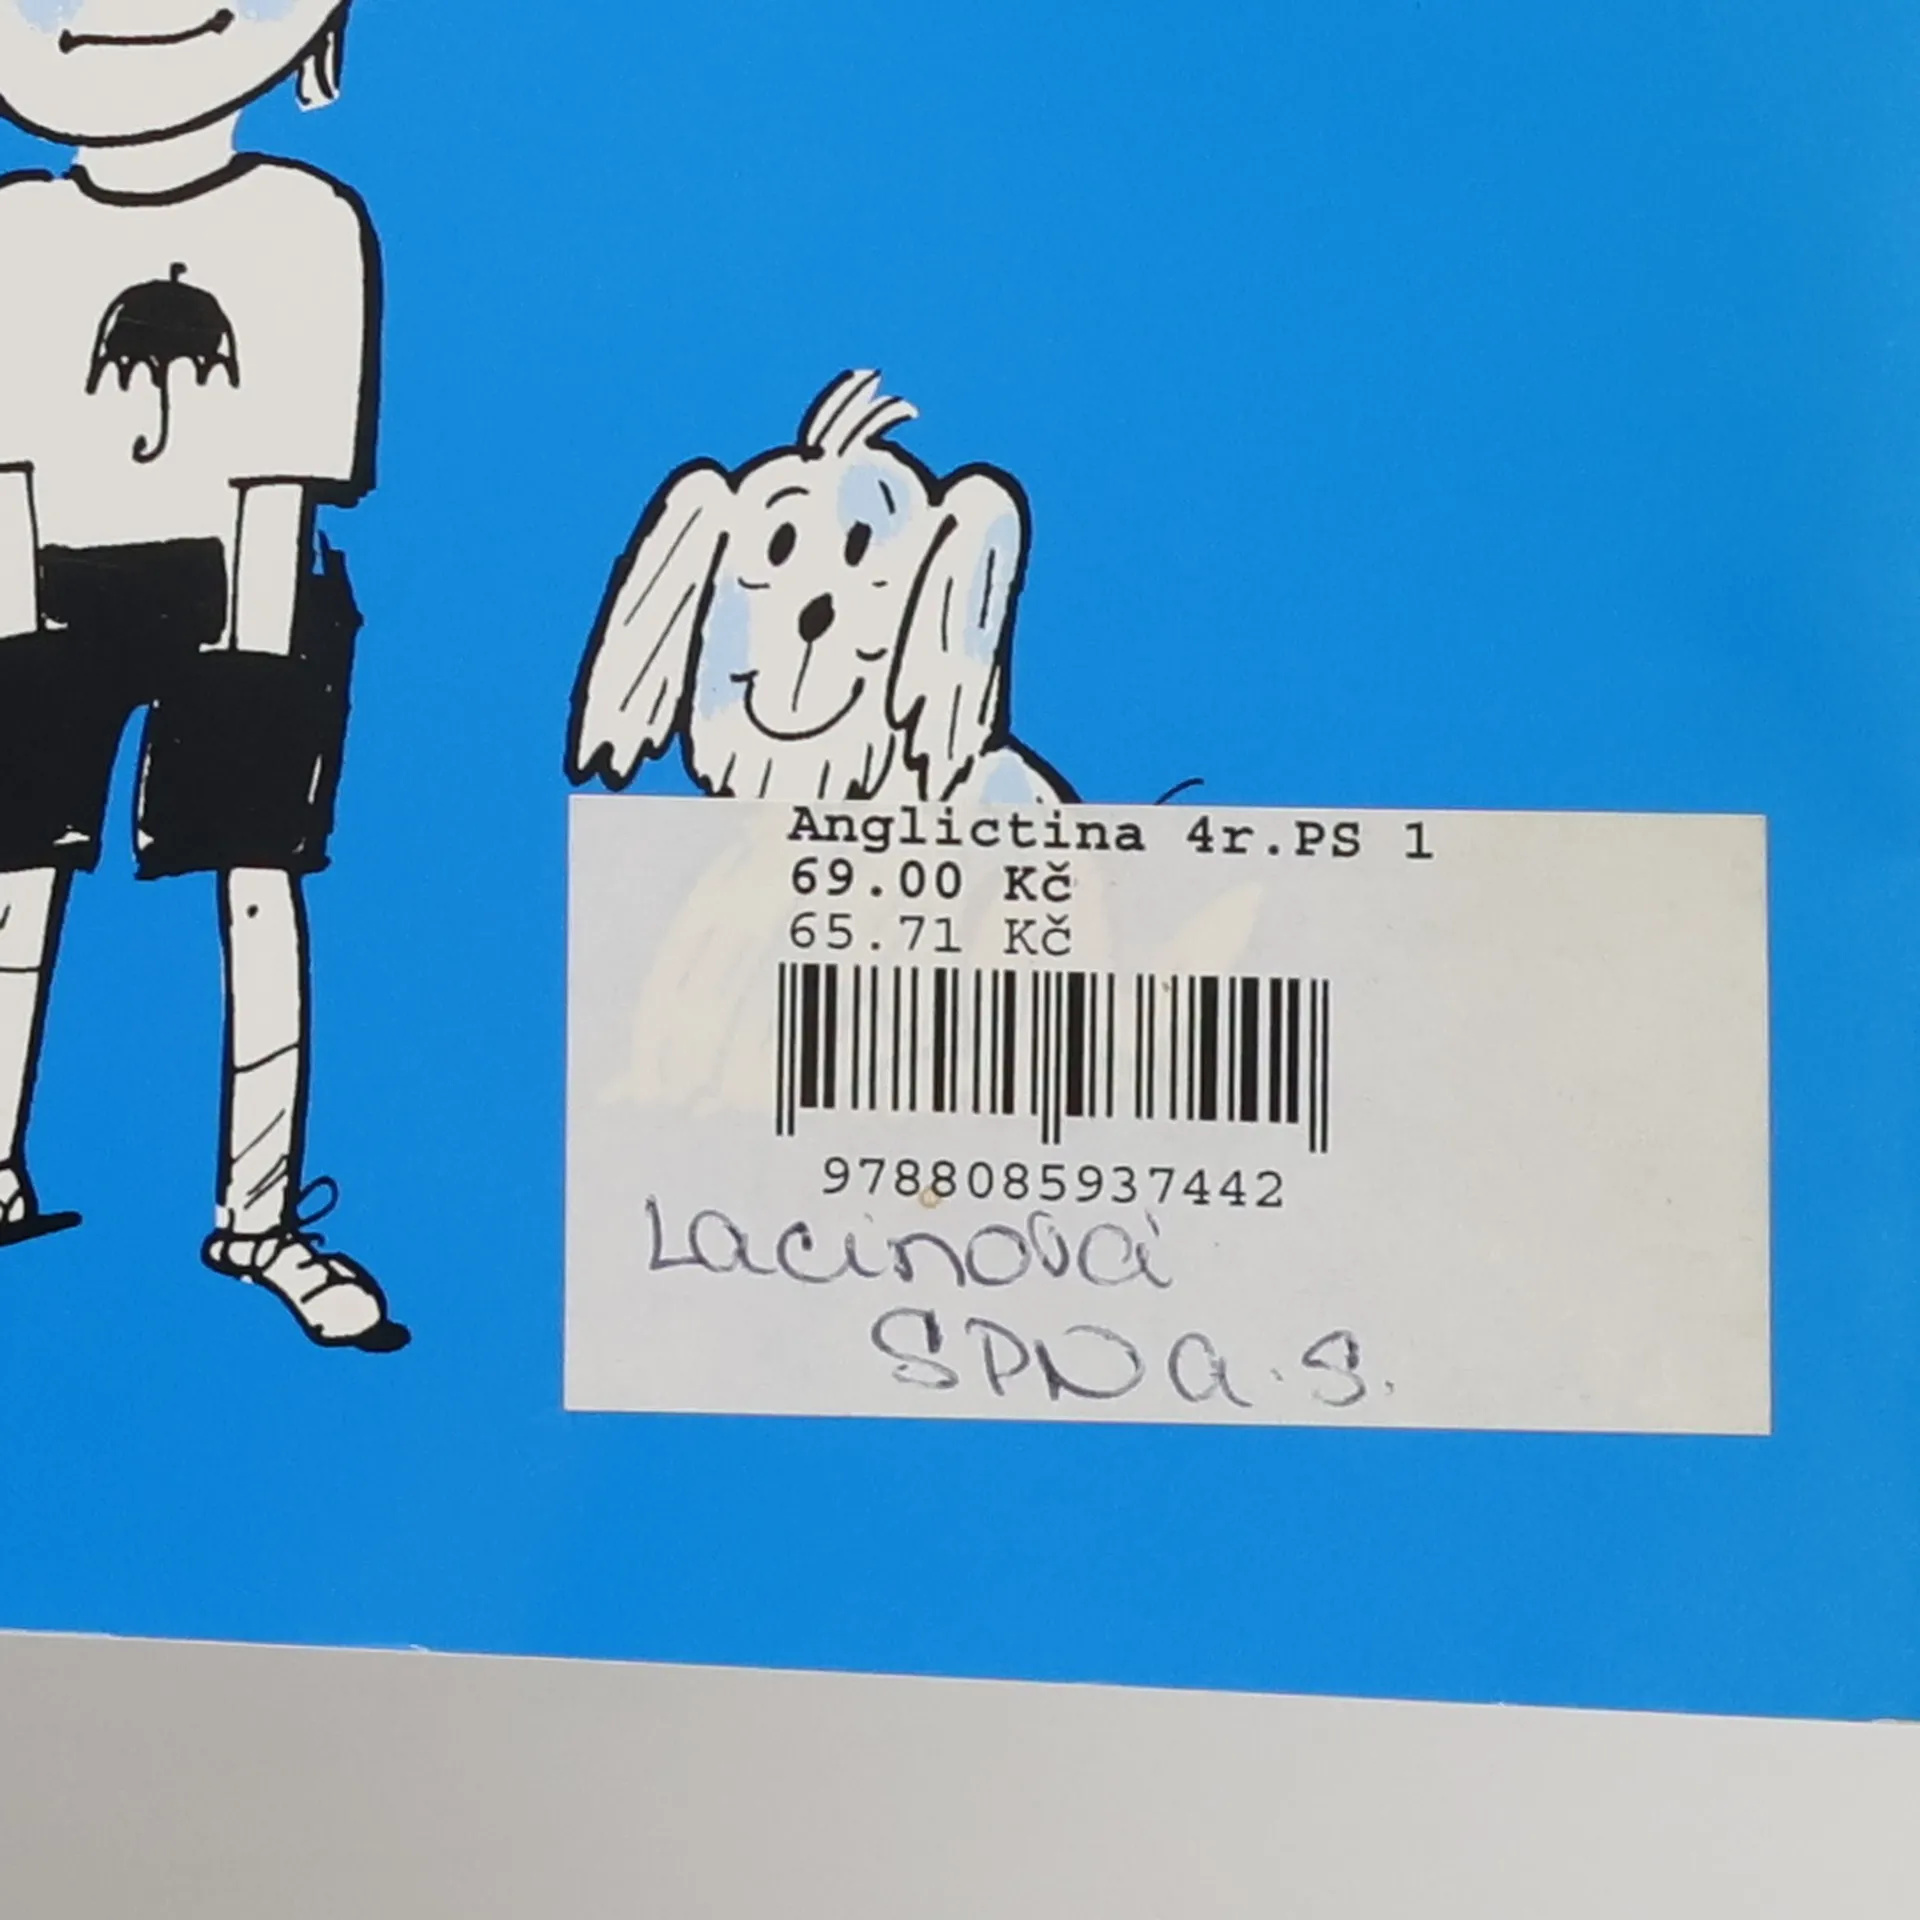 Anglictina 4r.PS 1
69.00 Kč
65.71 Kč
9788085937442
Lacinová
SPN a.s.